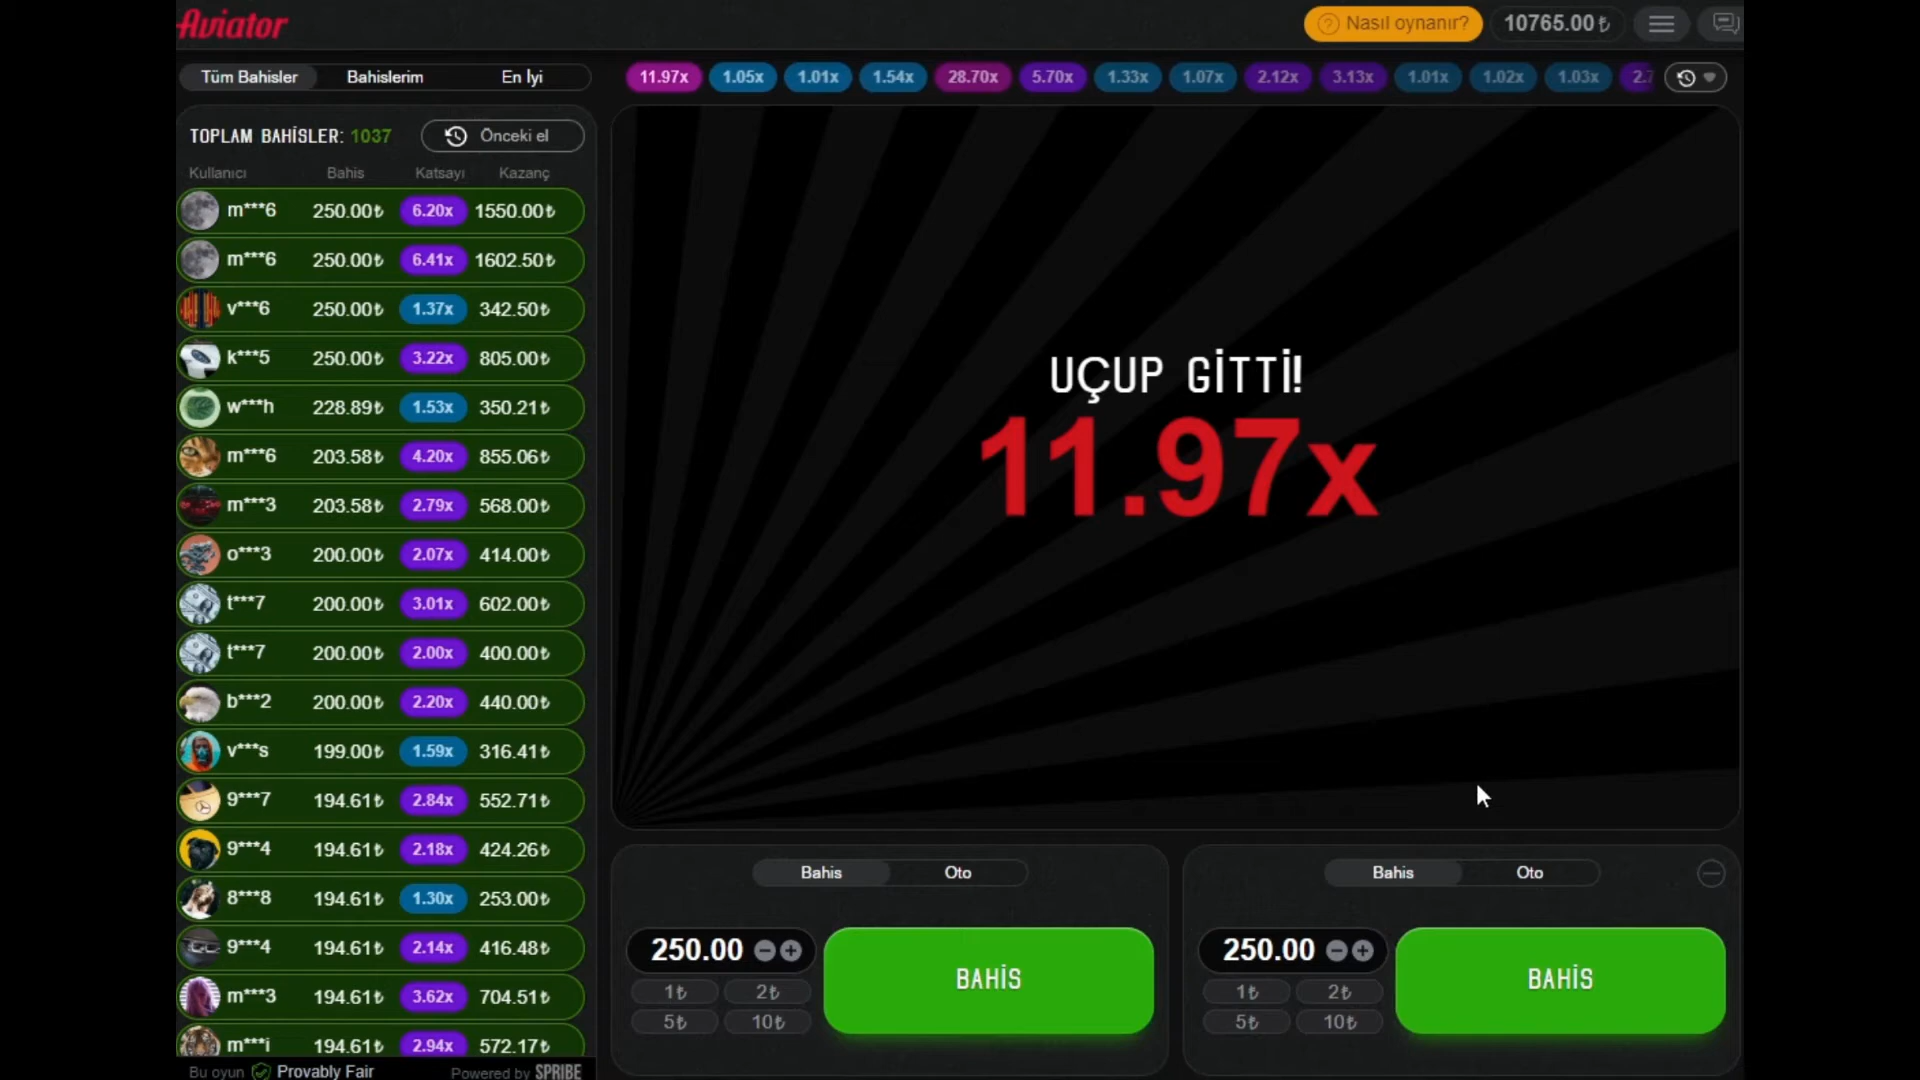 Aviator
Nasıl oynanır?
10765.00₺
Tüm Bahisler
Bahislerim
En İyi
11.97x 1.05x 1.01x 1.54x 28.70x 5.70x 1.33x 1.07x 2.12x 3.13x 1.01x 1.02x 1.03x
TOPLAM BAHİSLER: 1037
Önceki el
Kullanıcı Bahis Katsayı Kazanç
m***6 250.00₺ 6.20x 1550.00₺
m***6 250.00₺ 6.41x 1602.50₺
v***6 250.00₺ 1.37x 342.50₺
k***5 250.00₺ 3.22x 805.00₺
w***h 228.89₺ 1.53x 350.21₺
m***6 203.58₺ 4.20x 855.06₺
m***3 203.58₺ 2.79x 568.00₺
o***3 200.00₺ 2.07x 414.00₺
t***7 200.00₺ 3.01x 602.00₺
t***7 200.00₺ 2.00x 400.00₺
b***2 200.00₺ 2.20x 440.00₺
v***s 199.00₺ 1.59x 316.41₺
9***7 194.61₺ 2.84x 552.71₺
9***4 194.61₺ 2.18x 424.26₺
8***8 194.61₺ 1.30x 253.00₺
9***4 194.61₺ 2.14x 416.48₺
m***3 194.61₺ 3.62x 704.51₺
m***i 194.61₺ 2.94x 572.17₺
Bu oyun Provably Fair
Powered by SPRIBE
UÇUP GİTTİ!
11.97x
Bahis Oto
250.00
1₺ 2₺
5₺ 10₺
BAHİS
Bahis Oto
250.00
1₺ 2₺
5₺ 10₺
BAHİS